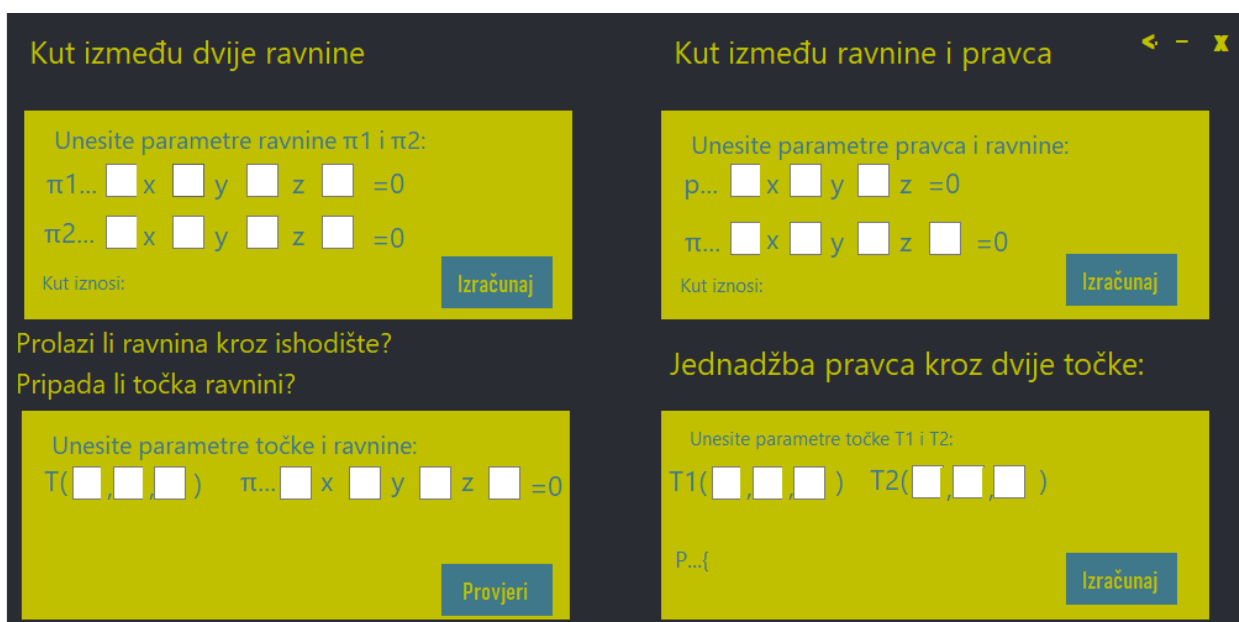 Kut između dvije ravnine
Unesite parametre ravnine π1 i π2:
π1... x y z =0
π2... x y z =0
Kut iznosi:
Izračunaj
Kut između ravnine i pravca
< - x
Unesite parametre pravca i ravnine:
p... x y z =0
π... x y z =0
Kut iznosi:
Izračunaj
Prolazi li ravnina kroz ishodište?
Pripada li točka ravnini?
Unesite parametre točke i ravnine:
T( , , ) π... x y z =0
Provjeri
Jednadžba pravca kroz dvije točke:
Unesite parametre točke T1 i T2:
T1( , , ) T2( , , )
P...{
Izračunaj